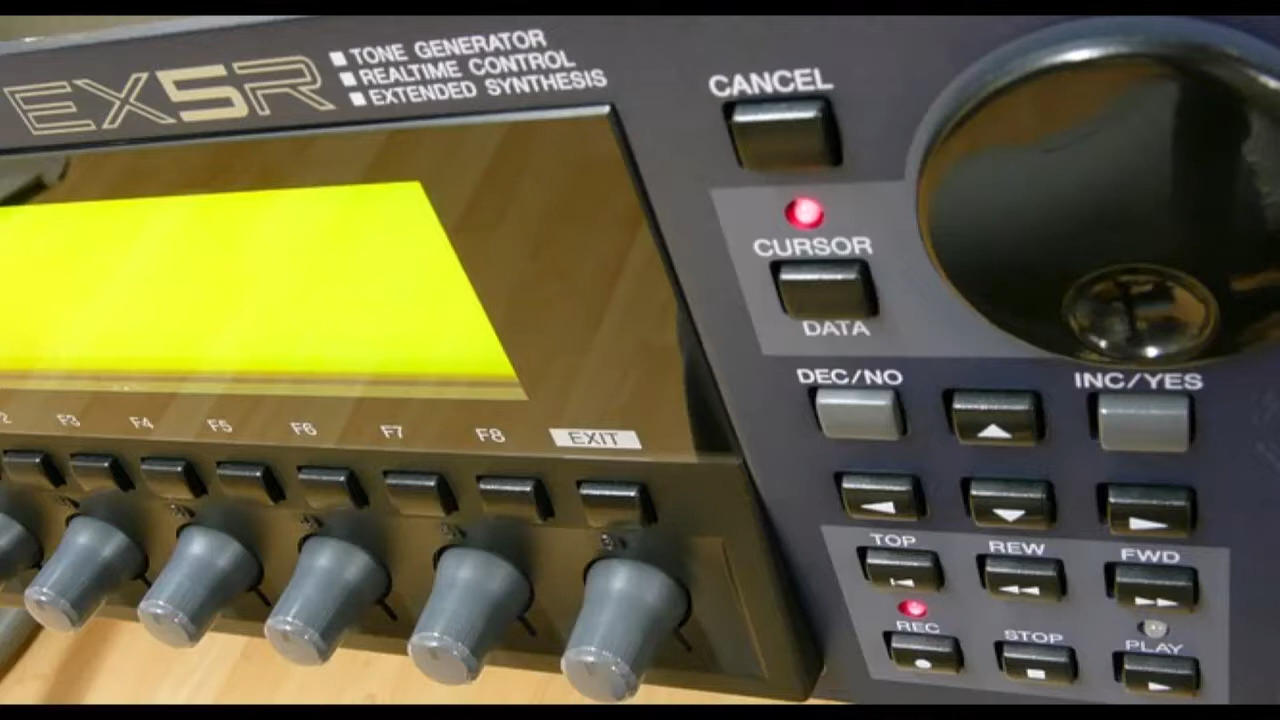 EX5R
TONE GENERATOR
REALTIME CONTROL
EXTENDED SYNTHESIS
CANCEL
CURSOR
DATA
DEC/NO
INC/YES
2 F3 F4 F5 F6 F7 F8 EXIT
TOP REW FWD
REC STOP PLAY